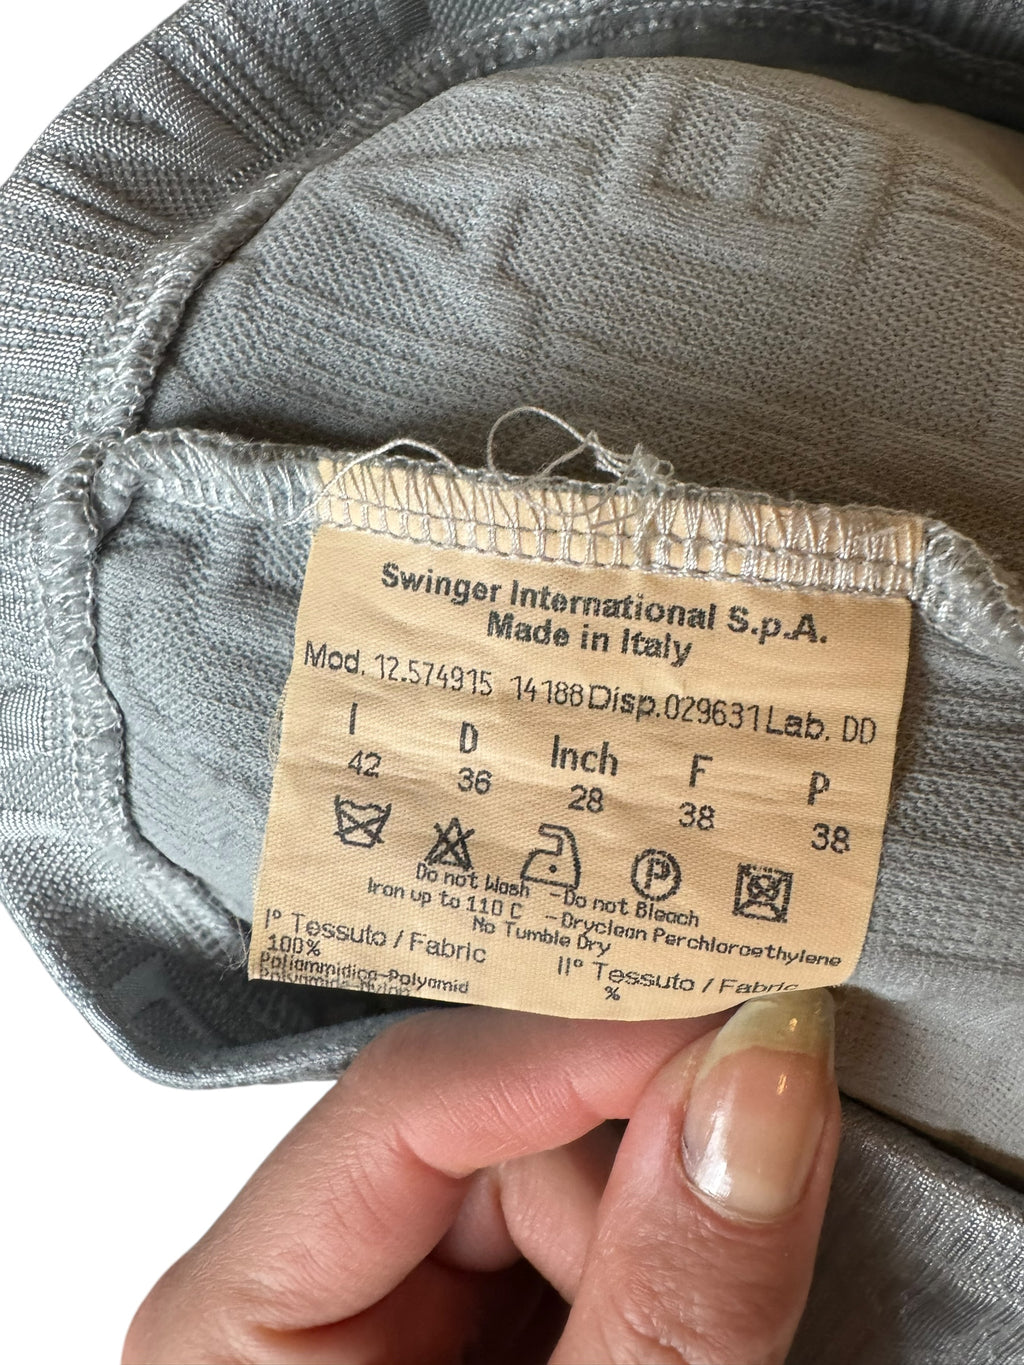 Swinger International S.p.A.
Made in Italy
Mod. 12.574915 14188 Disp.029631 Lab. DD
I D Inch F P
42 36 28 38 38
P
Do not Wash -Do not Bleach
Iron up to 110 C -Dryclean Perchloroethylene
No Tumble Dry
I° Tessuto / Fabric
100%
Poliammidica-Polyamid
II° Tessuto / Fabric
%